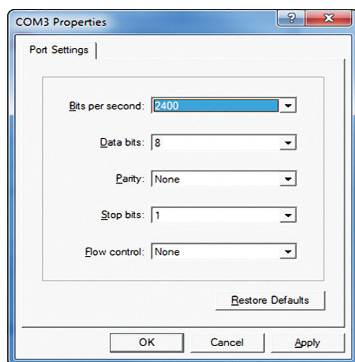 COM3 Properties
Port Settings
Bits per second: 2400
Data bits: 8
Parity: None
Stop bits: 1
Flow control: None
Restore Defaults
OK Cancel Apply